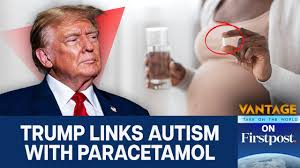 VANTAGE
TAKE ON THE WORLD
ON
Firstpost
TRUMP LINKS AUTISM
WITH PARACETAMOL